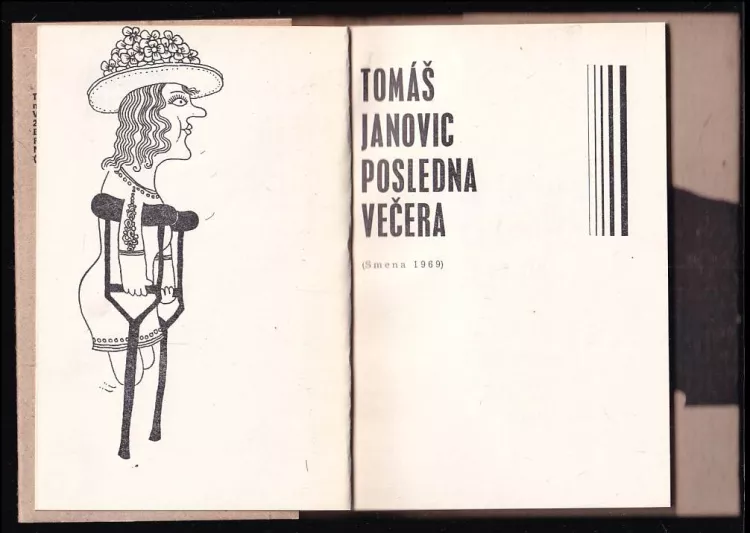 TOMÁŠ
JANOVIC
POSLEDNA
VEČERA
(Smena 1969)